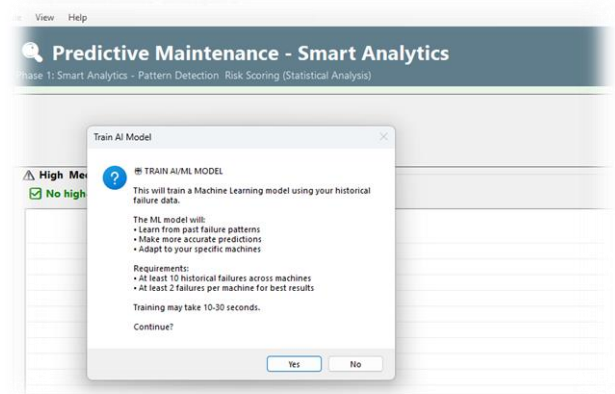 View Help
Predictive Maintenance - Smart Analytics
Phase 1: Smart Analytics - Pattern Detection Risk Scoring (Statistical Analysis)
Train AI Model
TRAIN AI/ML MODEL
This will train a Machine Learning model using your historical
failure data.
The ML model will:
• Learn from past failure patterns
• Make more accurate predictions
• Adapt to your specific machines
Requirements:
• At least 10 historical failures across machines
• At least 2 failures per machine for best results
Training may take 10-30 seconds.
Continue?
Yes No
High
No high